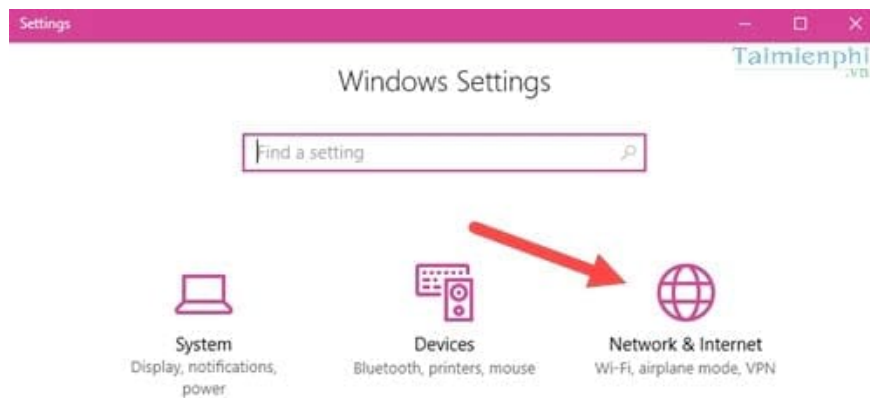 Settings
Taimienphi
.vn
Windows Settings
Find a setting
System
Display, notifications,
power
Devices
Bluetooth, printers, mouse
Network & Internet
Wi-Fi, airplane mode, VPN